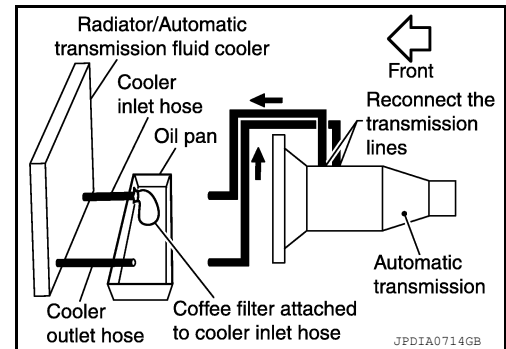 Radiator/Automatic
transmission fluid cooler
Front
Cooler
inlet hose
Reconnect the
transmission
lines
Oil pan
Automatic
transmission
Cooler
outlet hose
Coffee filter attached
to cooler inlet hose
JPDIA0714GB